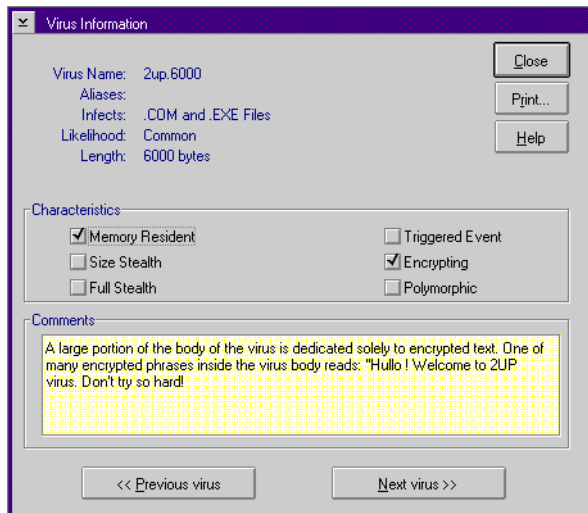 Virus Information
Virus Name: 2up.6000
Aliases:
Infects: .COM and .EXE Files
Likelihood: Common
Length: 6000 bytes
Close
Print...
Help
Characteristics
Memory Resident
Triggered Event
Size Stealth
Encrypting
Full Stealth
Polymorphic
Comments
A large portion of the body of the virus is dedicated solely to encrypted text. One of
many encrypted phrases inside the virus body reads: "Hullo ! Welcome to 2UP
virus. Don't try so hard!
<< Previous virus
Next virus >>